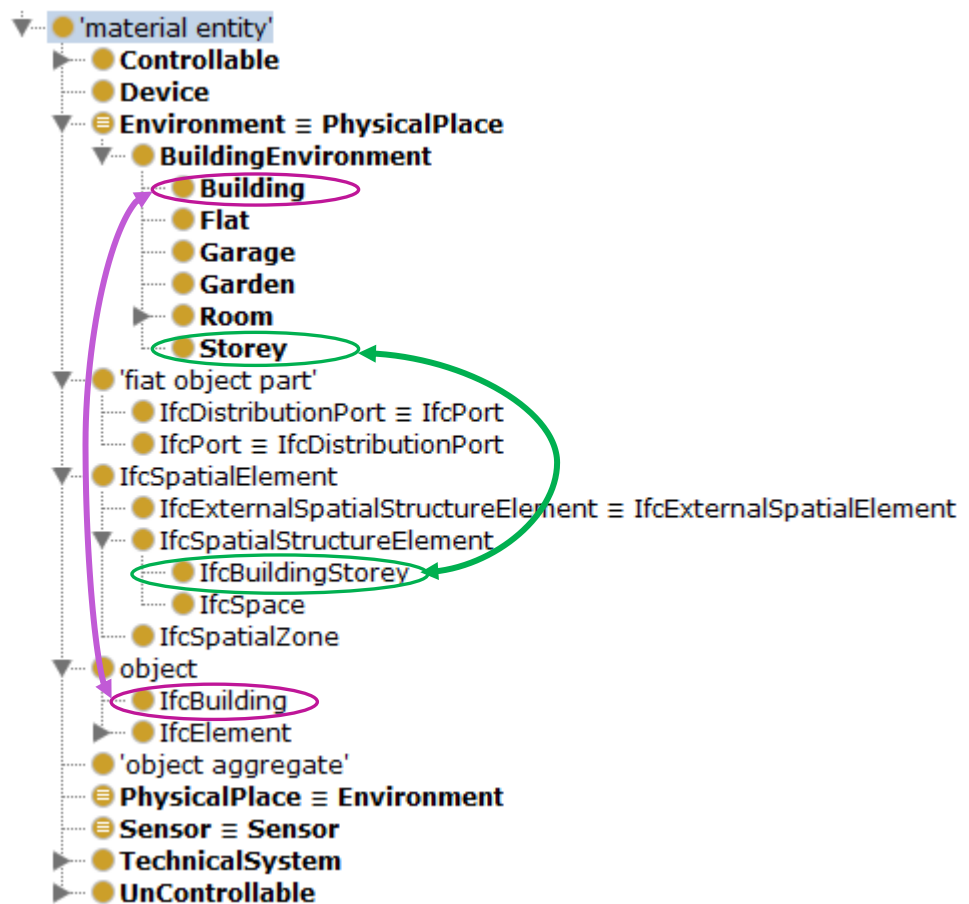 'material entity'
Controllable
Device
Environment ≡ PhysicalPlace
BuildingEnvironment
Building
Flat
Garage
Garden
Room
Storey
'fiat object part'
IfcDistributionPort ≡ IfcPort
IfcPort ≡ IfcDistributionPort
IfcSpatialElement
IfcExternalSpatialStructureElement ≡ IfcExternalSpatialElement
IfcSpatialStructureElement
IfcBuildingStorey
IfcSpace
IfcSpatialZone
object
IfcBuilding
IfcElement
'object aggregate'
PhysicalPlace ≡ Environment
Sensor ≡ Sensor
TechnicalSystem
UnControllable